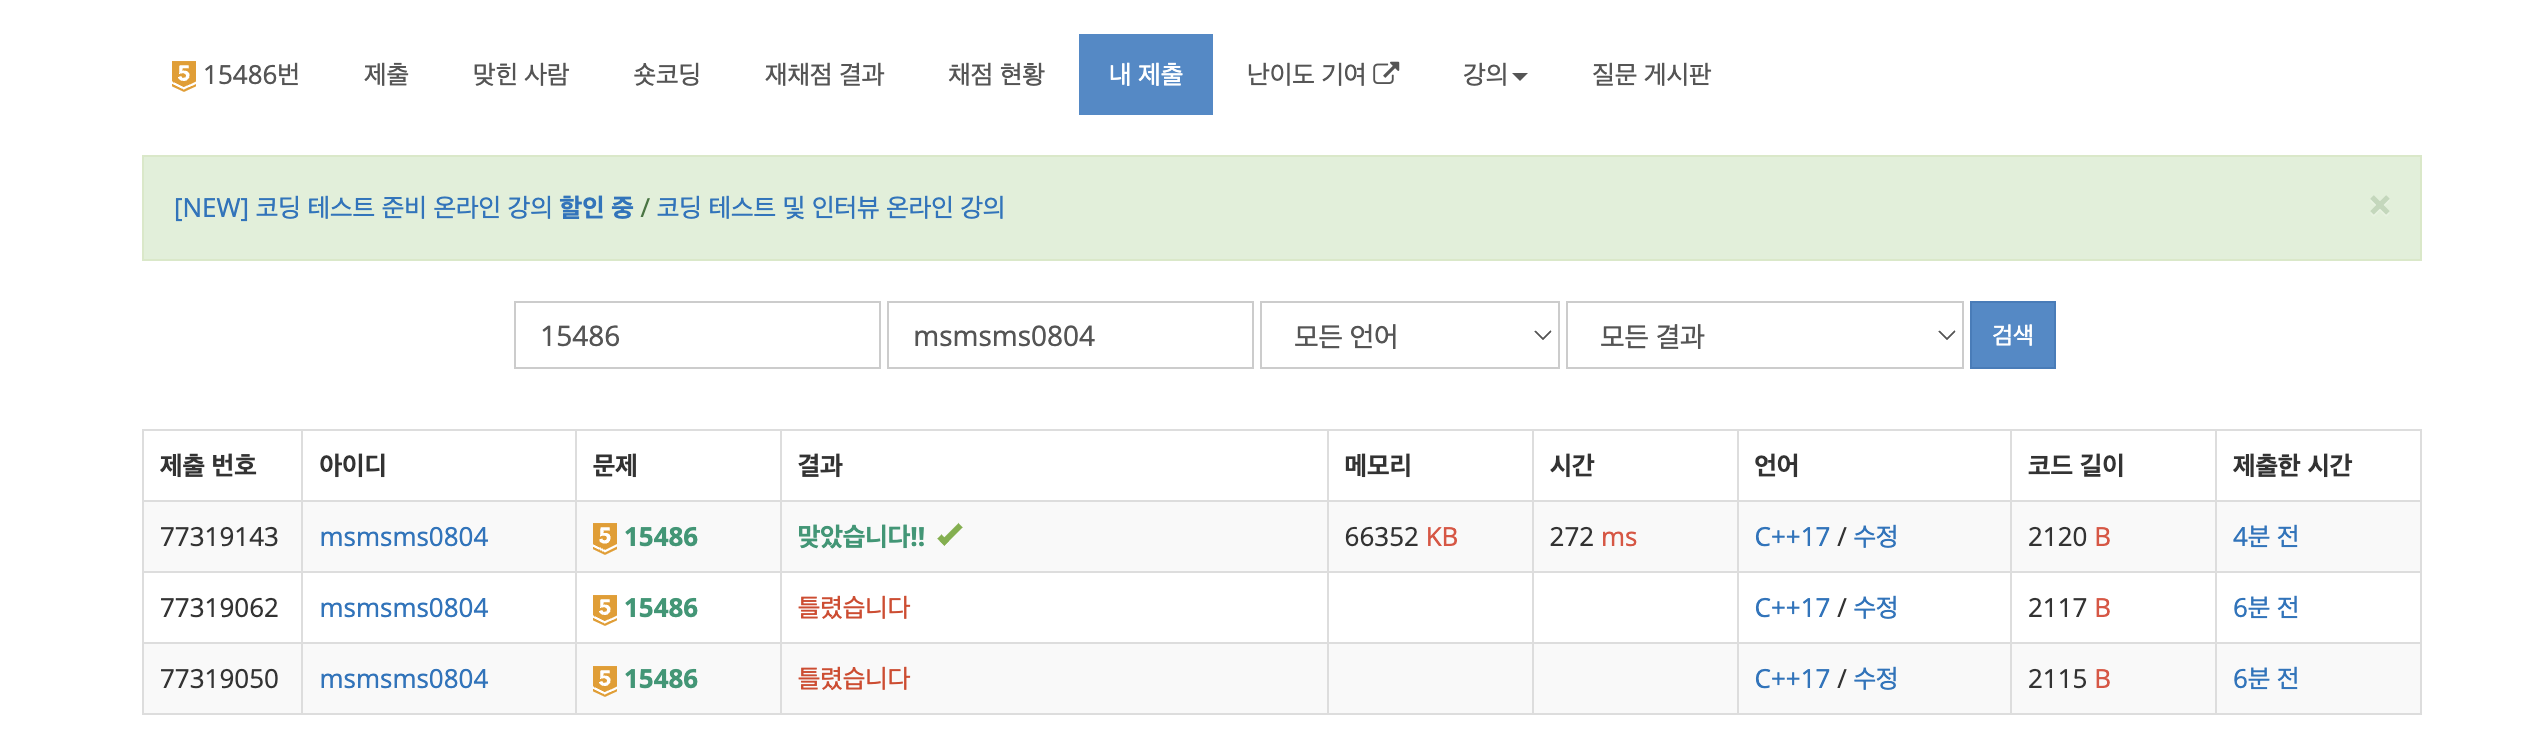 5 15486번 제출 맞힌 사람 숏코딩 재채점 결과 채점 현황 내 제출 난이도 기여 강의 질문 게시판
[NEW] 코딩 테스트 준비 온라인 강의 할인 중 / 코딩 테스트 및 인터뷰 온라인 강의 ×
15486 msmsms0804 모든 언어 모든 결과 검색
제출 번호 아이디 문제 결과 메모리 시간 언어 코드 길이 제출한 시간
77319143 msmsms0804 5 15486 맞았습니다!! 66352 KB 272 ms C++17 / 수정 2120 B 4분 전
77319062 msmsms0804 5 15486 틀렸습니다 C++17 / 수정 2117 B 6분 전
77319050 msmsms0804 5 15486 틀렸습니다 C++17 / 수정 2115 B 6분 전